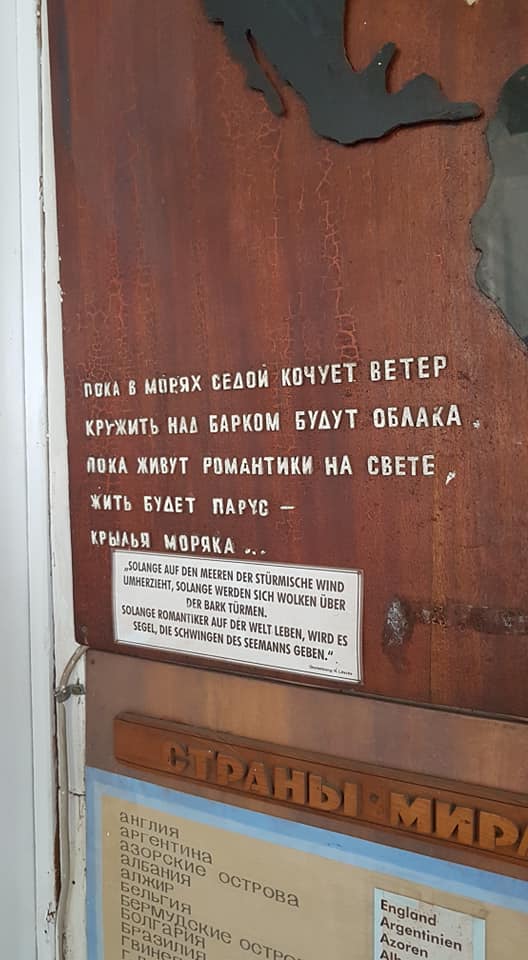 ПОКА В МОРЯХ СЕДОЙ КОЧУЕТ ВЕТЕР
КРУЖИТЬ НАД БАРКОМ БУДУТ ОБЛАКА.
ПОКА ЖИВУТ РОМАНТИКИ НА СВЕТЕ,
ЖИТЬ БУДЕТ ПАРУС –
КРЫЛЬЯ МОРЯКА ...
„SOLANGE AUF DEN MEEREN DER STÜRMISCHE WIND
UMHERZIEHT, SOLANGE WERDEN SICH WOLKEN ÜBER
DER BARK TÜRMEN.
SOLANGE ROMANTIKER AUF DER WELT LEBEN, WIRD ES
SEGEL, DIE SCHWINGEN DES SEEMANNS GEBEN."
СТРАНЫ МИРА
АНГЛИЯ
АРГЕНТИНА
АЗОРСКИЕ ОСТРОВА
АЛБАНИЯ
АЛЖИР
БЕЛЬГИЯ
БЕРМУДСКИЕ
БОЛГАРИЯ
БРАЗИЛИЯ
England
Argentinien
Azoren